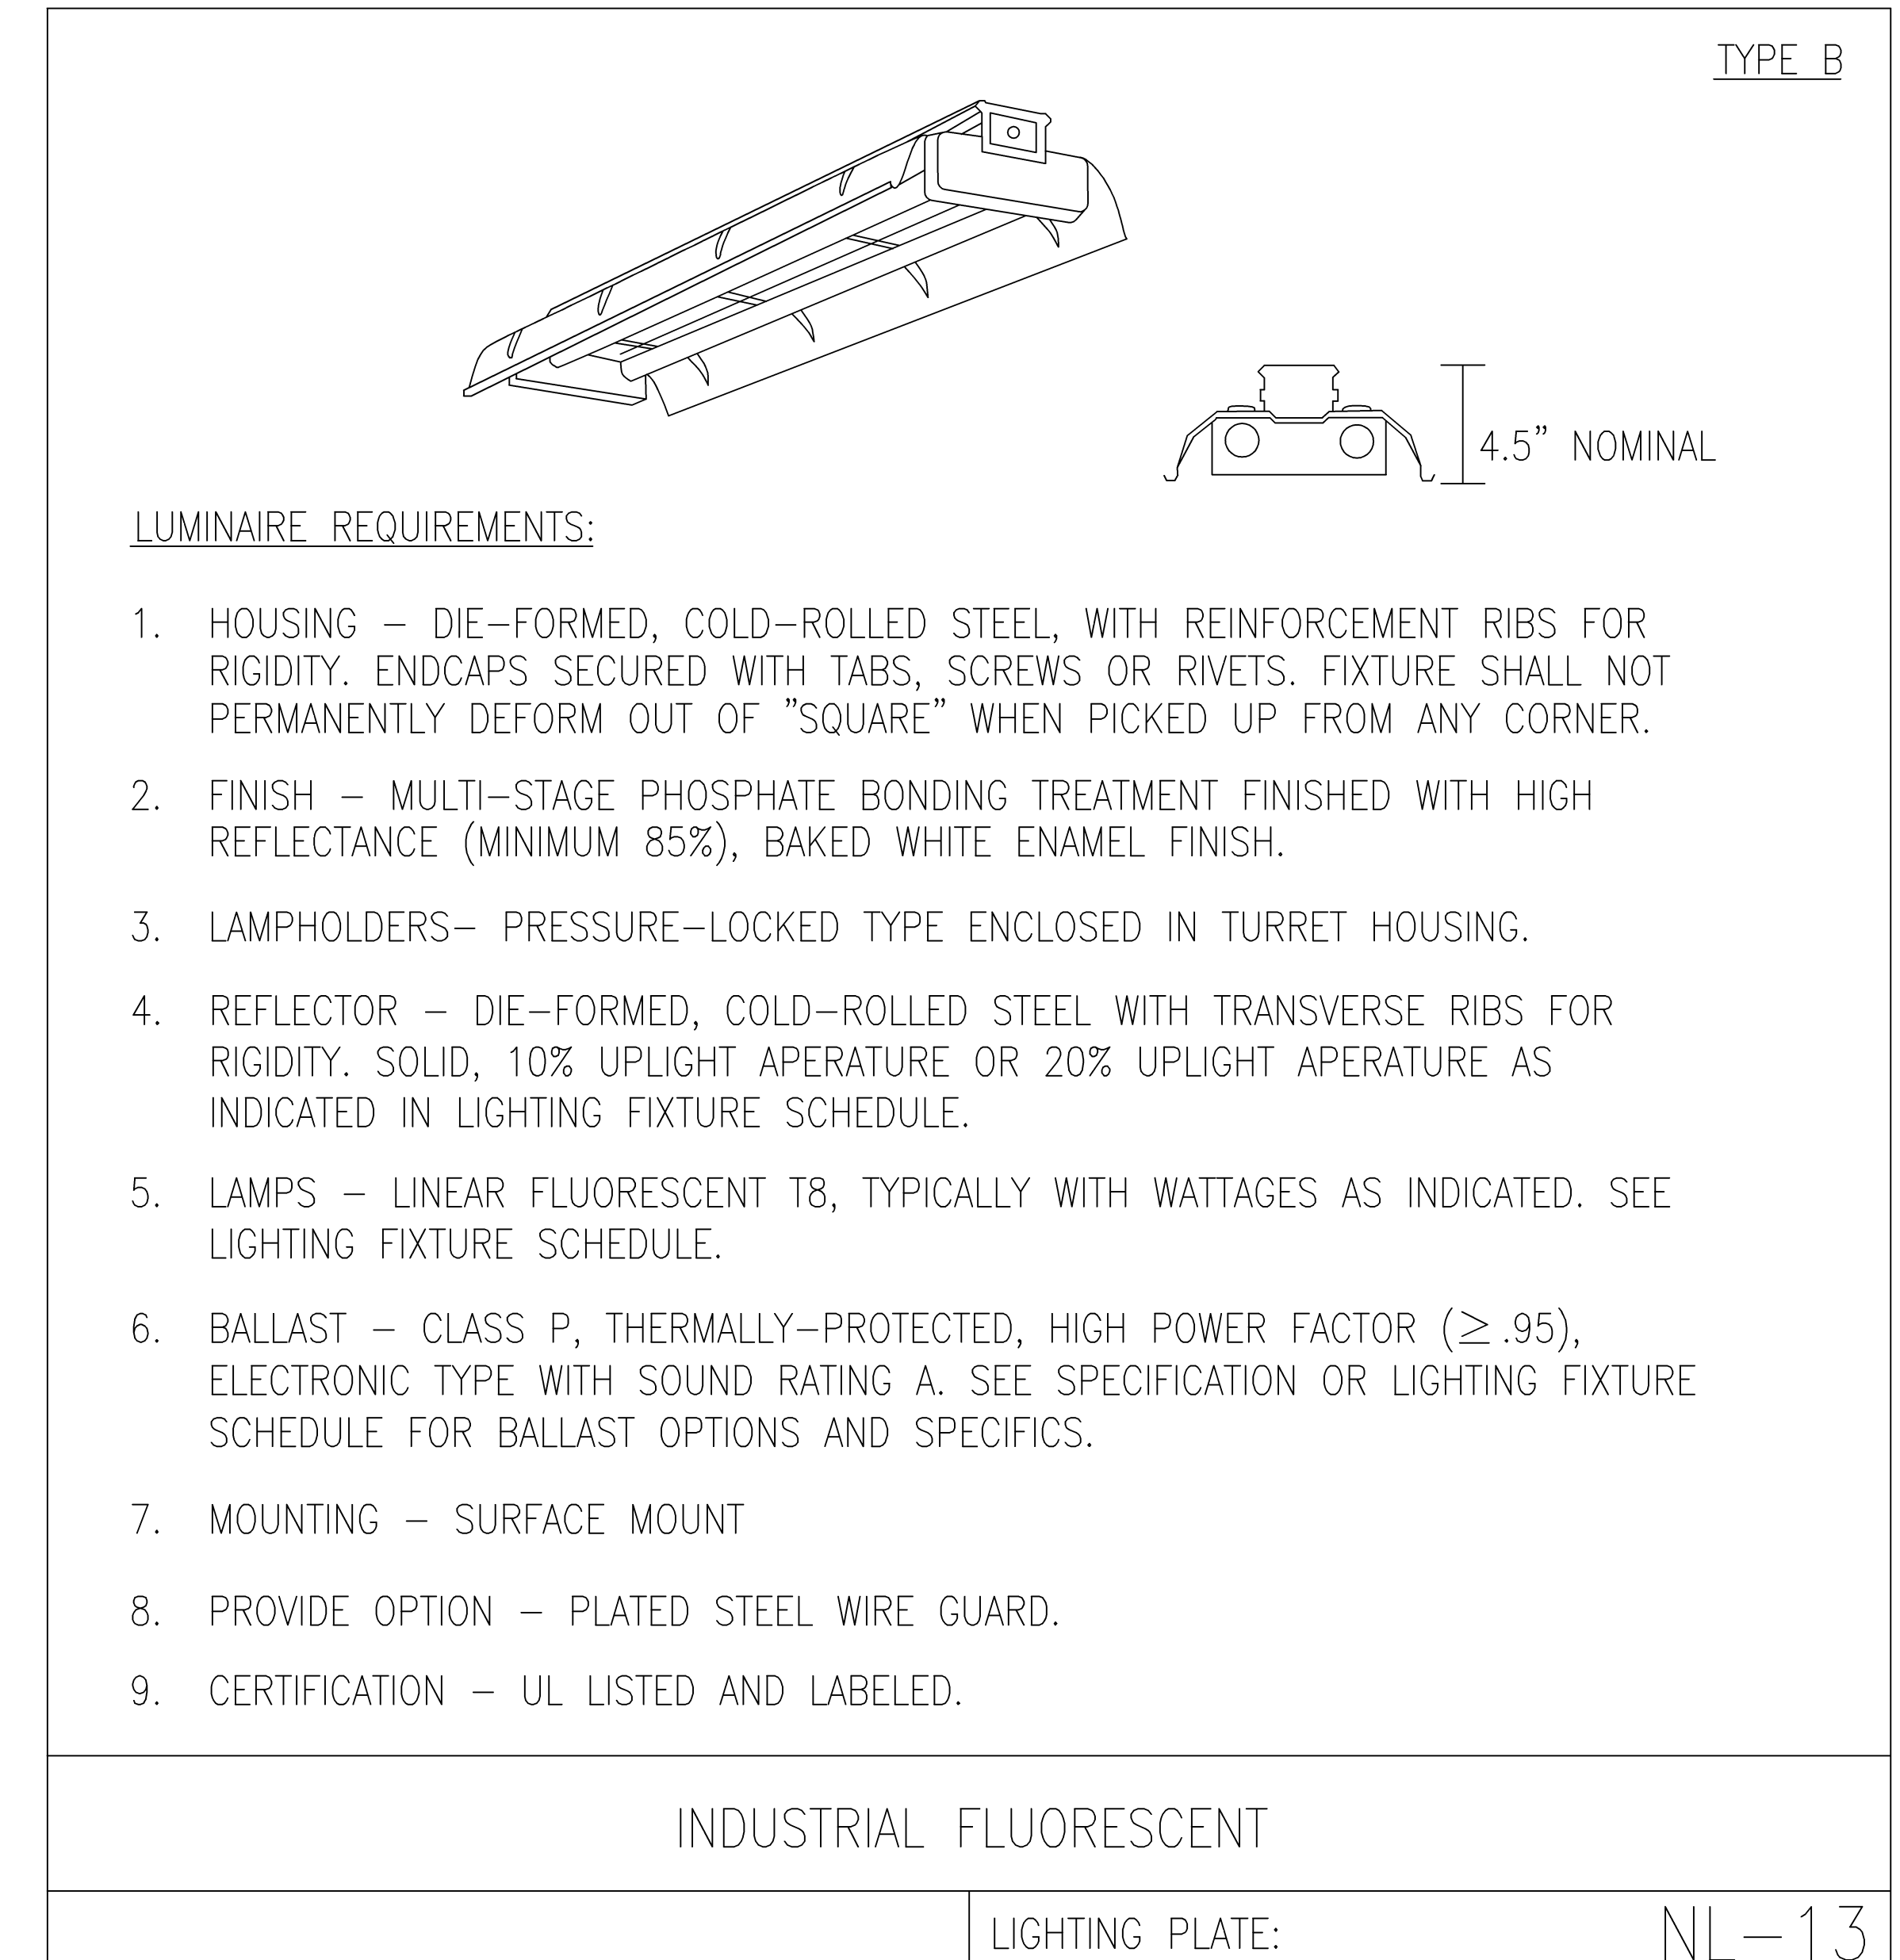 TYPE B
4.5” NOMINAL
LUMINAIRE REQUIREMENTS:
1. HOUSING – DIE–FORMED, COLD–ROLLED STEEL, WITH REINFORCEMENT RIBS FOR
RIGIDITY. ENDCAPS SECURED WITH TABS, SCREWS OR RIVETS. FIXTURE SHALL NOT
PERMANENTLY DEFORM OUT OF ”SQUARE” WHEN PICKED UP FROM ANY CORNER.
2. FINISH – MULTI–STAGE PHOSPHATE BONDING TREATMENT FINISHED WITH HIGH
REFLECTANCE (MINIMUM 85%), BAKED WHITE ENAMEL FINISH.
3. LAMPHOLDERS– PRESSURE–LOCKED TYPE ENCLOSED IN TURRET HOUSING.
4. REFLECTOR – DIE–FORMED, COLD–ROLLED STEEL WITH TRANSVERSE RIBS FOR
RIGIDITY. SOLID, 10% UPLIGHT APERATURE OR 20% UPLIGHT APERATURE AS
INDICATED IN LIGHTING FIXTURE SCHEDULE.
5. LAMPS – LINEAR FLUORESCENT T8, TYPICALLY WITH WATTAGES AS INDICATED. SEE
LIGHTING FIXTURE SCHEDULE.
6. BALLAST – CLASS P, THERMALLY–PROTECTED, HIGH POWER FACTOR (≥ .95),
ELECTRONIC TYPE WITH SOUND RATING A. SEE SPECIFICATION OR LIGHTING FIXTURE
SCHEDULE FOR BALLAST OPTIONS AND SPECIFICS.
7. MOUNTING – SURFACE MOUNT
8. PROVIDE OPTION – PLATED STEEL WIRE GUARD.
9. CERTIFICATION – UL LISTED AND LABELED.
INDUSTRIAL FLUORESCENT
LIGHTING PLATE: NL–13